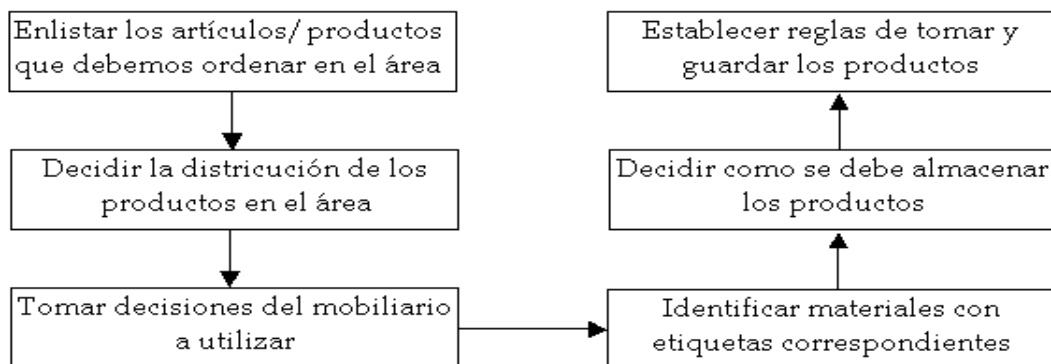 Enlistar los artículos/ productos
que debemos ordenar en el área
Decidir la districución de los
productos en el área
Tomar decisiones del mobiliario
a utilizar
Identificar materiales con
etiquetas correspondientes
Decidir como se debe almacenar
los productos
Establecer reglas de tomar y
guardar los productos